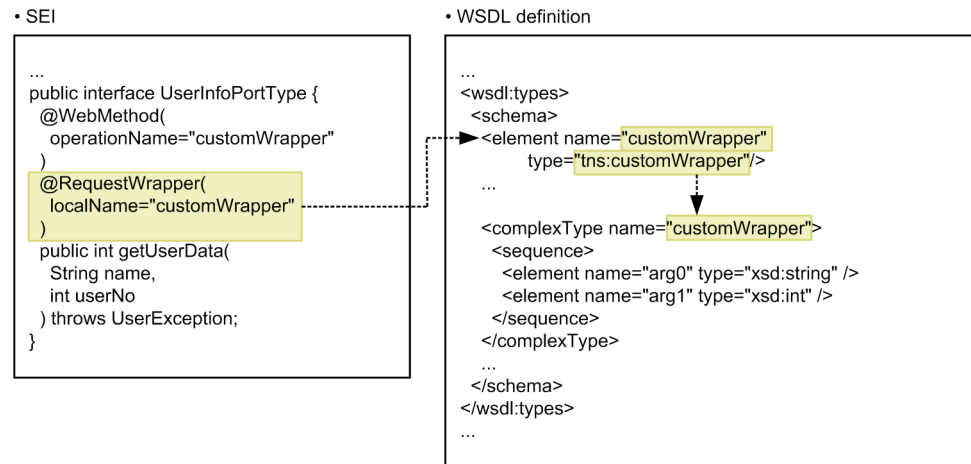 • SEI
...
public interface UserInfoPortType {
@WebMethod(
operationName="customWrapper"
)
@RequestWrapper(
localName="customWrapper"
)
public int getUserData(
String name,
int userNo
) throws UserException;
}
• WSDL definition
...
<wsdl:types>
<schema>
<element name="customWrapper"
type="tns:customWrapper"/>
...
<complexType name="customWrapper">
<sequence>
<element name="arg0" type="xsd:string" />
<element name="arg1" type="xsd:int" />
</sequence>
</complexType>
...
</schema>
</wsdl:types>
...